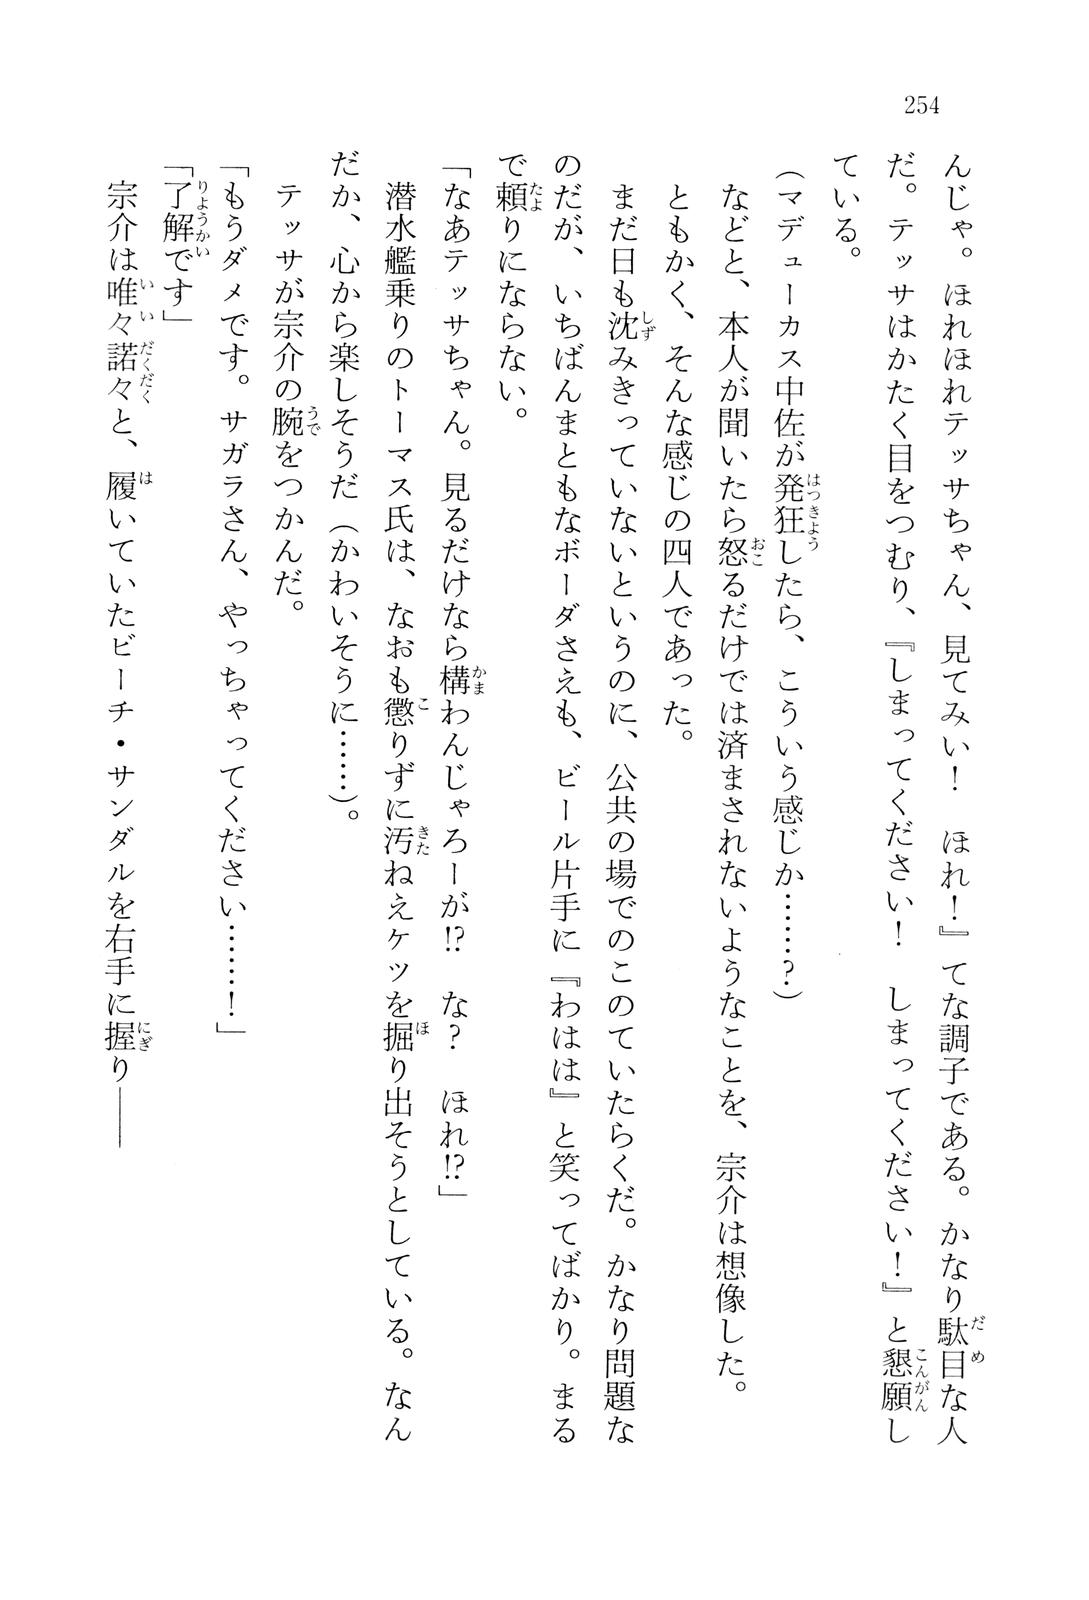 254
んじゃ。ほれほれテッサちゃん、見てみい！　ほれ！』てな調子である。かなり駄目な人
だ。テッサはかたく目をつむり、『しまってください！　しまってください！』と懇願し
ている。
（マデューカス中佐が発狂したら、こういう感じか……？）
などと、本人が聞いたら怒るだけでは済まされないようなことを、宗介は想像した。
ともかく、そんな感じの四人であった。
まだ日も沈みきっていないというのに、公共の場でのこのていたらくだ。かなり問題な
のだが、いちばんまともなボーダさえも、ビール片手に『わはは』と笑ってばかり。まる
で頼りにならない。
「なあテッサちゃん。見るだけなら構わんじゃろーが!?　な？　ほれ!?」
潜水艦乗りのトーマス氏は、なおも懲りずに汚ねえケツを掘り出そうとしている。なん
だか、心から楽しそうだ（かわいそうに……）。
テッサが宗介の腕をつかんだ。
「もうダメです。サガラさん、やっちゃってください……！」
「了解です」
宗介は唯々諾々と、履いていたビーチ・サンダルを右手に握り――